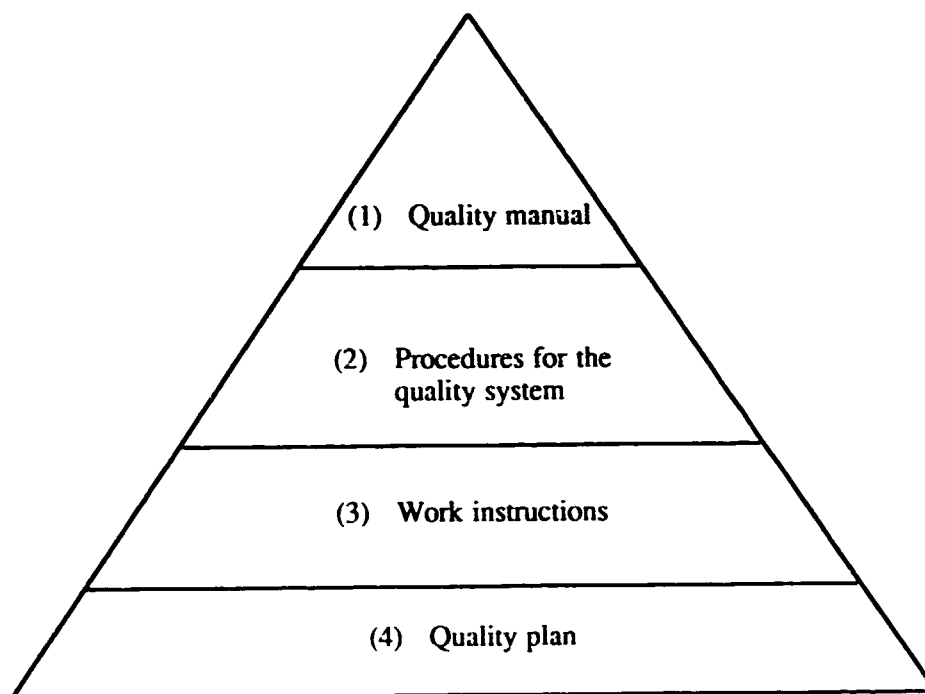 (1) Quality manual
(2) Procedures for the
quality system
(3) Work instructions
(4) Quality plan